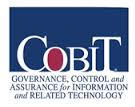 COBIT
GOVERNANCE, CONTROL and
ASSURANCE for INFORMATION
and RELATED TECHNOLOGY